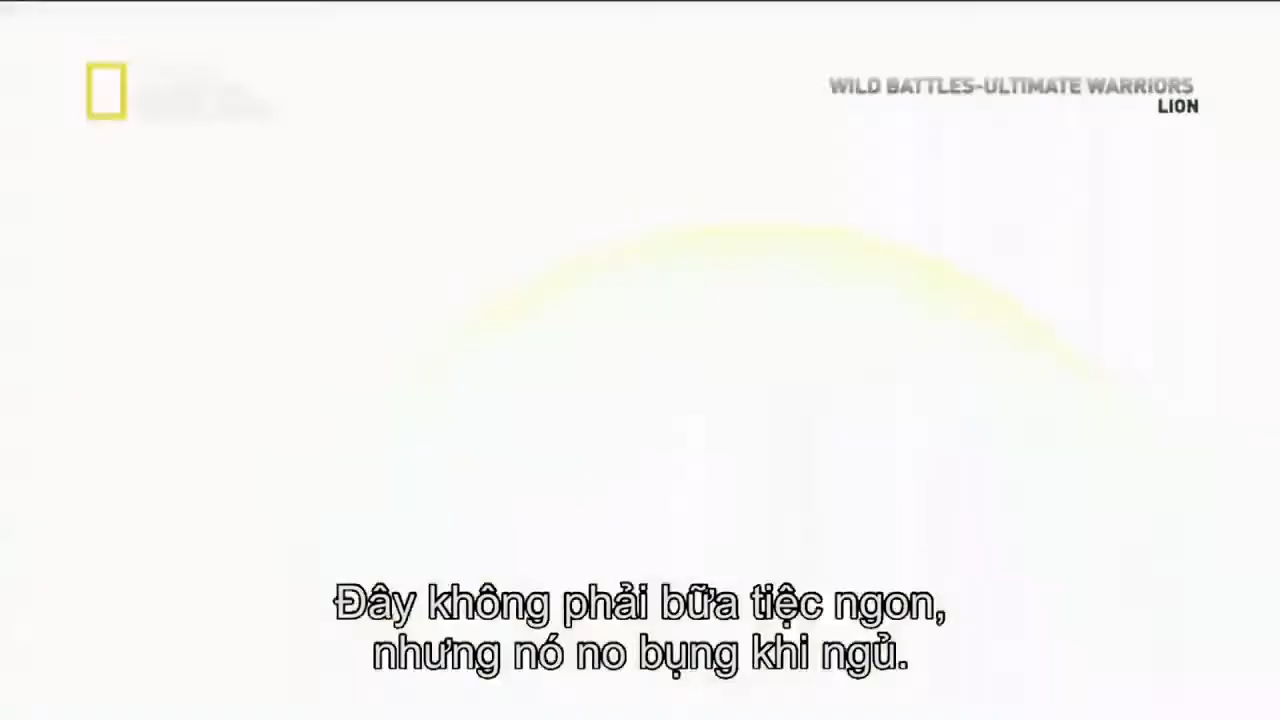 WILD BATTLES-ULTIMATE WARRIORS
LION
Đây không phải bữa tiệc ngon,
nhưng nó no bụng khi ngủ.